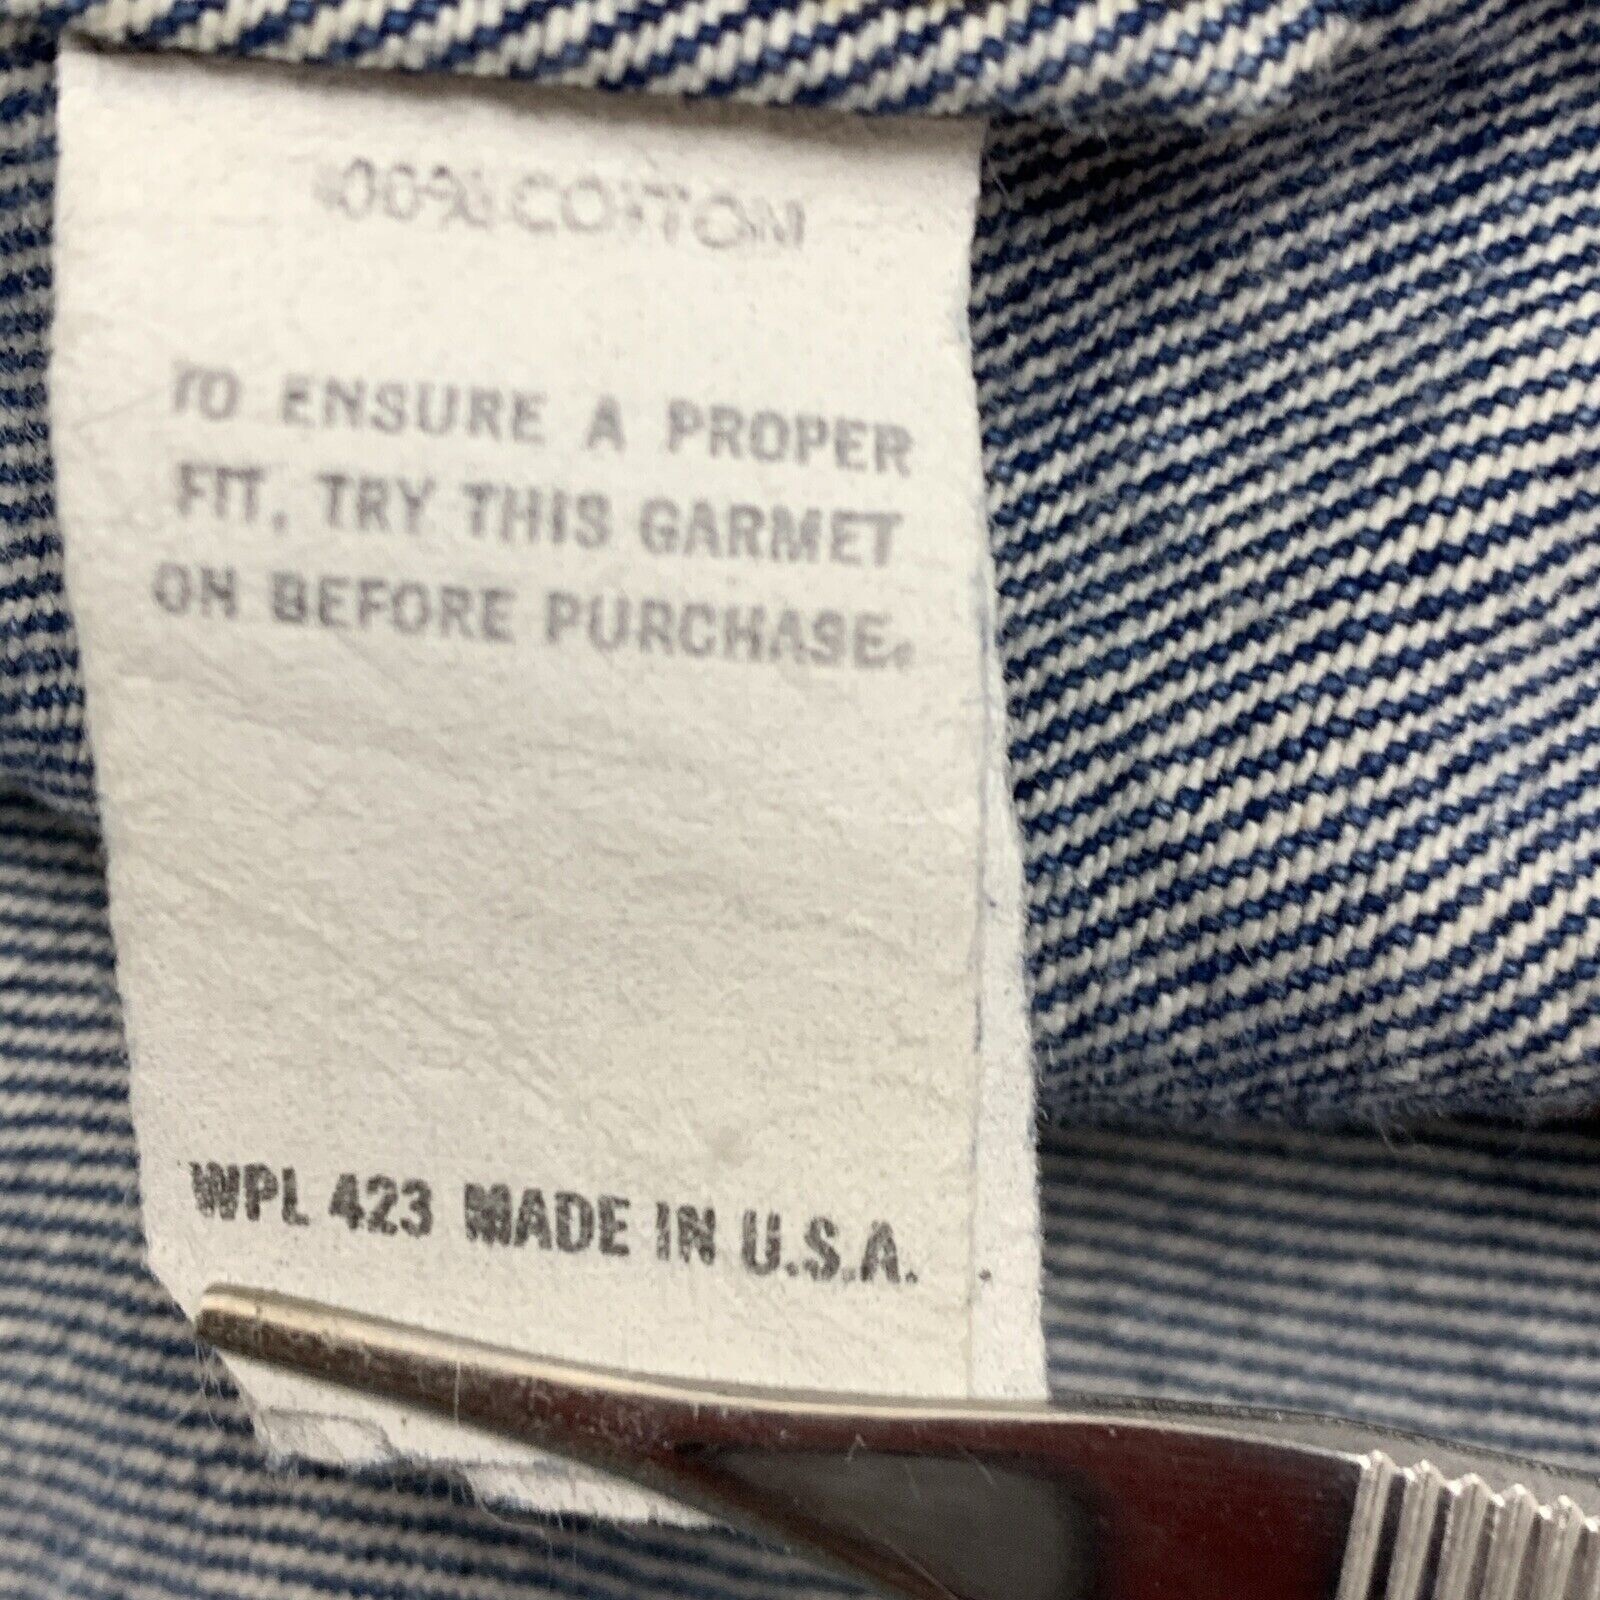 100% COTTON
TO ENSURE A PROPER
FIT, TRY THIS GARMET
ON BEFORE PURCHASE.
WPL 423 MADE IN U.S.A.